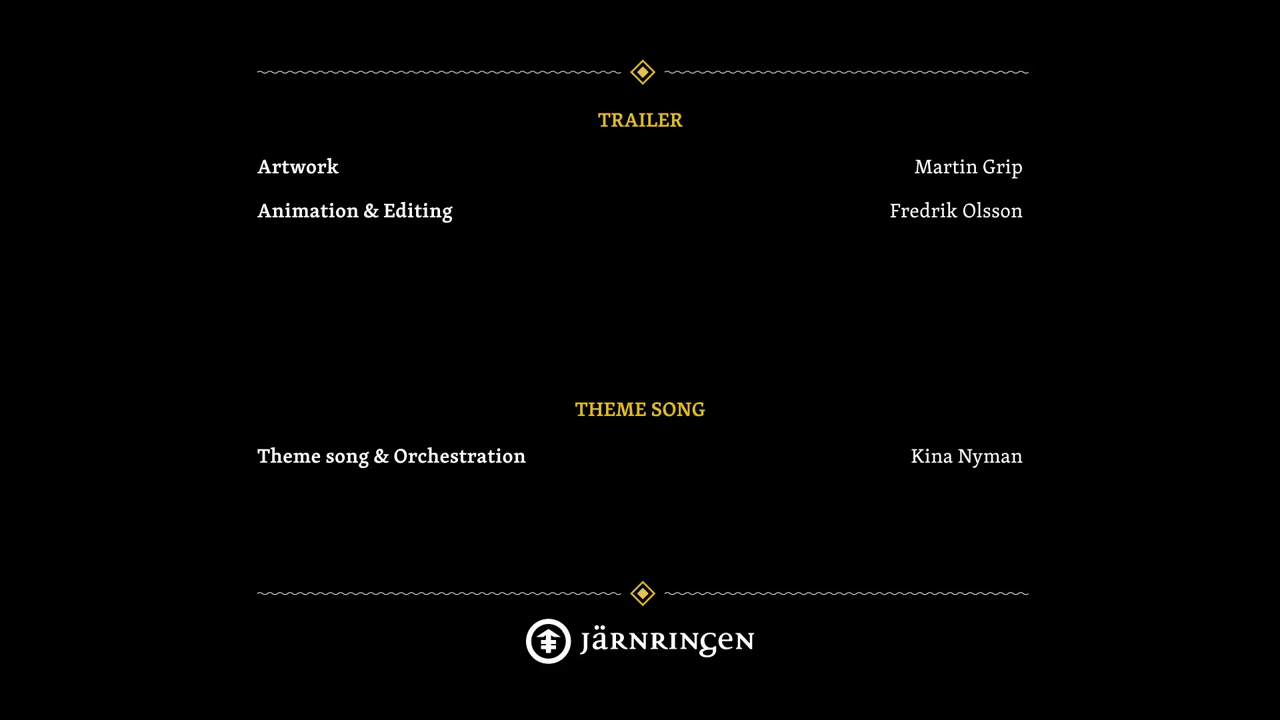 TRAILER
Artwork Martin Grip
Animation & Editing Fredrik Olsson
THEME SONG
Theme song & Orchestration Kina Nyman
JÄRNRINGEN